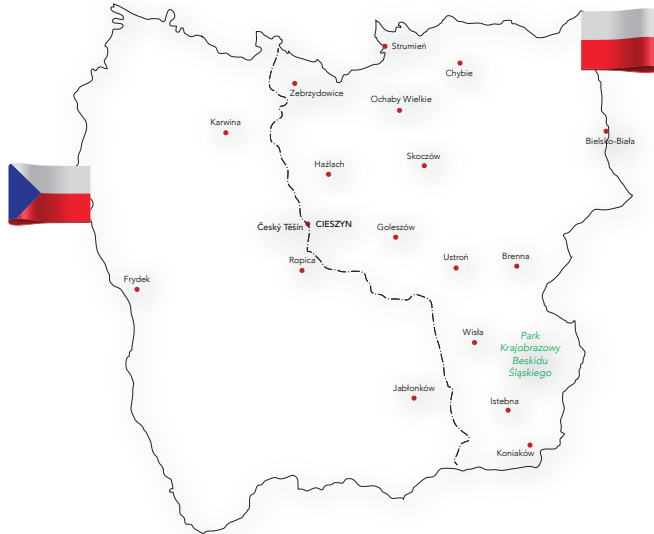 Strumień
Chybie
Zebrzydowice
Ochaby Wielkie
Karwina
Bielsko-Biała
Skoczów
Hażlach
Český Těšín
CIESZYN
Goleszów
Ropica
Ustroń
Brenna
Frydek
Wisła
Park
Krajobrazowy
Beskidu
Śląskiego
Jabłonków
Istebna
Koniaków